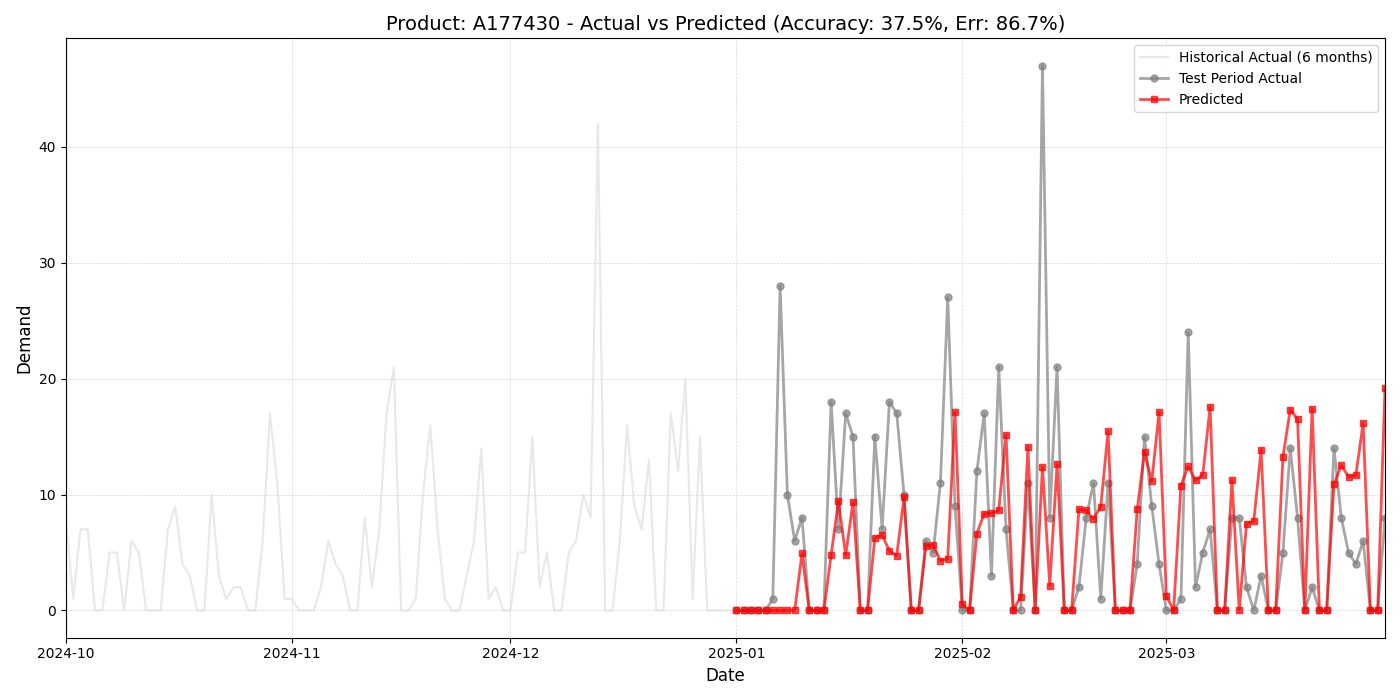 Product: A177430 - Actual vs Predicted (Accuracy: 37.5%, Err: 86.7%)
Historical Actual (6 months)
Test Period Actual
Predicted
Demand
40
30
20
10
0
2024-10
2024-11
2024-12
2025-01
2025-02
2025-03
Date